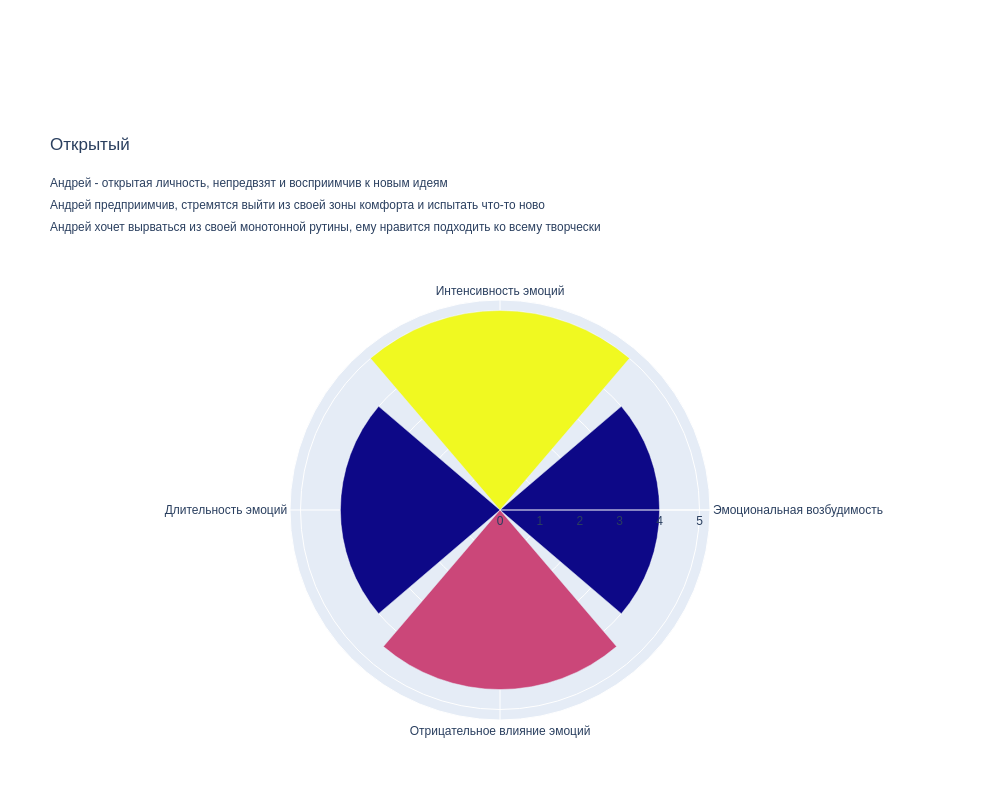 Открытый
Андрей - открытая личность, непредвзят и восприимчив к новым идеям
Андрей предприимчив, стремятся выйти из своей зоны комфорта и испытать что-то ново
Андрей хочет вырваться из своей монотонной рутины, ему нравится подходить ко всему творчески
Интенсивность эмоций
Длительность эмоций
Эмоциональная возбудимость
0 1 2 3 4 5
Отрицательное влияние эмоций